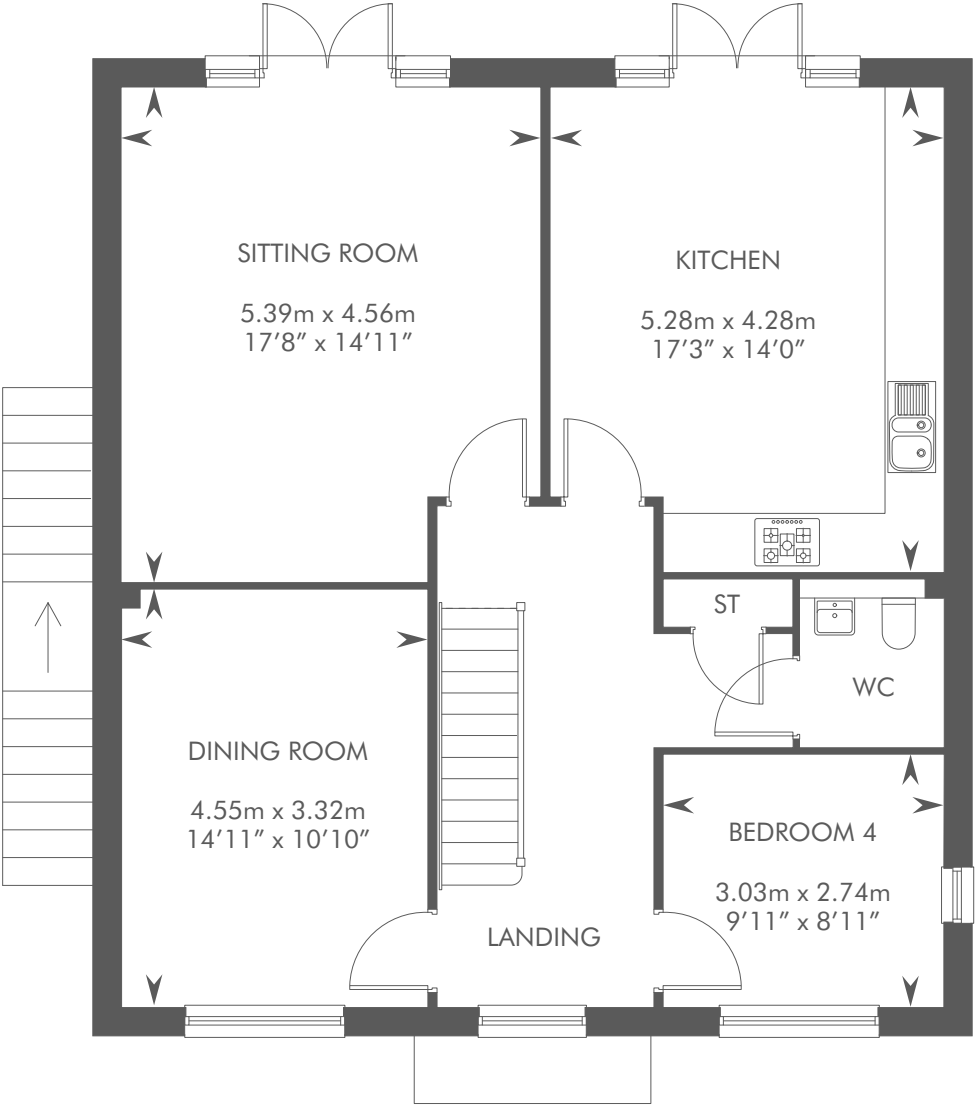 SITTING ROOM
5.39m x 4.56m
17’8” x 14’11”
KITCHEN
5.28m x 4.28m
17’3” x 14’0”
ST
WC
DINING ROOM
4.55m x 3.32m
14’11” x 10’10”
BEDROOM 4
3.03m x 2.74m
9’11” x 8’11”
LANDING